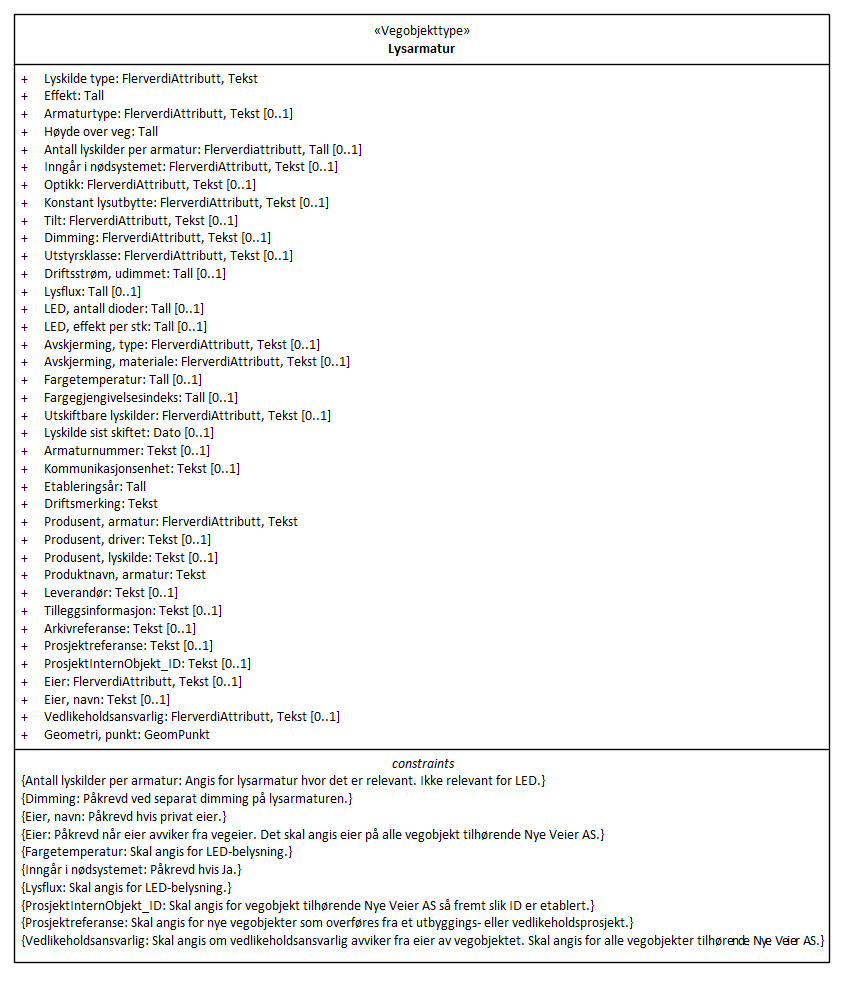 «Vegobjekttype»
Lysarmatur
+ Lyskilde type: FlerverdiAttributt, Tekst
+ Effekt: Tall
+ Armaturtype: FlerverdiAttributt, Tekst [0..1]
+ Høyde over veg: Tall
+ Antall lyskilder per armatur: Flerverdiattributt, Tall [0..1]
+ Inngår i nødsystemet: FlerverdiAttributt, Tekst [0..1]
+ Optikk: FlerverdiAttributt, Tekst [0..1]
+ Konstant lysutbytte: FlerverdiAttributt, Tekst [0..1]
+ Tilt: FlerverdiAttributt, Tekst [0..1]
+ Dimming: FlerverdiAttributt, Tekst [0..1]
+ Utstyrsklasse: FlerverdiAttributt, Tekst [0..1]
+ Driftsstrøm, udimmet: Tall [0..1]
+ Lysflux: Tall [0..1]
+ LED, antall dioder: Tall [0..1]
+ LED, effekt per stk: Tall [0..1]
+ Avskjerming, type: FlerverdiAttributt, Tekst [0..1]
+ Avskjerming, materiale: FlerverdiAttributt, Tekst [0..1]
+ Fargetemperatur: Tall [0..1]
+ Fargegjengivelsesindeks: Tall [0..1]
+ Utskiftbare lyskilder: FlerverdiAttributt, Tekst [0..1]
+ Lyskilde sist skiftet: Dato [0..1]
+ Armaturnummer: Tekst [0..1]
+ Kommunikasjonsenhet: Tekst [0..1]
+ Etableringsår: Tall
+ Driftsmerking: Tekst
+ Produsent, armatur: FlerverdiAttributt, Tekst
+ Produsent, driver: Tekst [0..1]
+ Produsent, lyskilde: Tekst [0..1]
+ Produktnavn, armatur: Tekst
+ Leverandør: Tekst [0..1]
+ Tilleggsinformasjon: Tekst [0..1]
+ Arkivreferanse: Tekst [0..1]
+ Prosjektreferanse: Tekst [0..1]
+ ProsjektInternObjekt_ID: Tekst [0..1]
+ Eier: FlerverdiAttributt, Tekst [0..1]
+ Eier, navn: Tekst [0..1]
+ Vedlikeholdsansvarlig: FlerverdiAttributt, Tekst [0..1]
+ Geometri, punkt: GeomPunkt
constraints
{Antall lyskilder per armatur: Angis for lysarmatur hvor det er relevant. Ikke relevant for LED.}
{Dimming: Påkrevd ved separat dimming på lysarmaturen.}
{Eier, navn: Påkrevd hvis privat eier.}
{Eier: Påkrevd når eier avviker fra vegeier. Det skal angis eier på alle vegobjekt tilhørende Nye Veier AS.}
{Fargetemperatur: Skal angis for LED-belysning.}
{Inngår i nødsystemet: Påkrevd hvis Ja.}
{Lysflux: Skal angis for LED-belysning.}
{ProsjektInternObjekt_ID: Skal angis for vegobjekt tilhørende Nye Veier AS så fremt slik ID er etablert.}
{Prosjektreferanse: Skal angis for nye vegobjekter som overføres fra et utbyggings- eller vedlikeholdsprosjekt.}
{Vedlikeholdsansvarlig: Skal angis om vedlikeholdsansvarlig avviker fra eier av vegobjektet. Skal angis for alle vegobjekter tilhørende Nye Veier AS.}